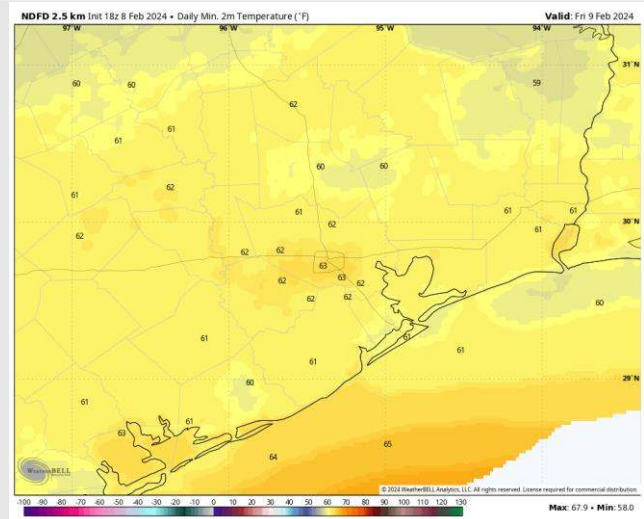 NDFD 2.5 km Init 18z 8 Feb 2024 • Daily Min. 2m Temperature (°F) Valid: Fri 9 Feb 2024
97°W 96°W 95°W 94°W
31°N
60 60 59
62
61 61
60 60
61 62
61 61 61
62 62 61
30°N
62 62
63
62 63 62
62 62
60
61 61
61 61
29°N
60
61
63 61
64 65
WeatherBELL
© 2024 WeatherBELL Analytics, LLC. All rights reserved. License required for commercial distribution
-100 -90 -80 -70 -60 -50 -40 -30 -20 -10 0 10 20 30 40 50 60 70 80 90 100 110 120 130
Max: 67.9 • Min: 58.0